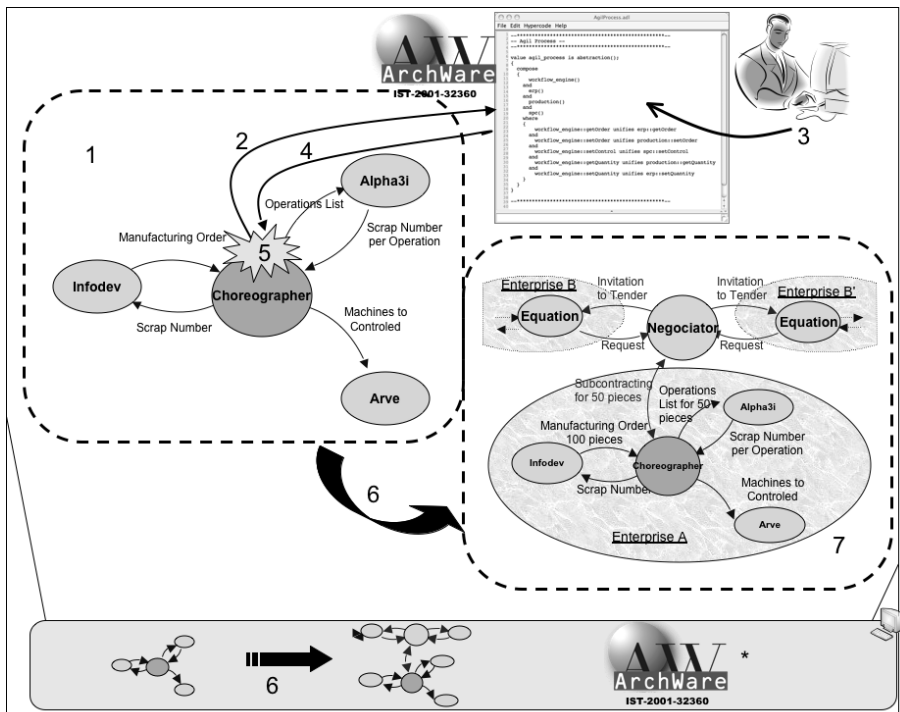 AgilProcess.adl
File Edit Hypercode Help
-- Agil Process --
value agil_process is abstraction();
{
compose
{
workflow_engine()
and
erp()
and
production()
and
spc()
where
{
workflow_engine::getOrder unifies erp::getOrder
and
workflow_engine::setOrder unifies production::setOrder
and
workflow_engine::setControl unifies spc::setControl
and
workflow_engine::getQuantity unifies production::getQuantity
and
workflow_engine::setQuantity unifies erp::setQuantity
}
}
}
AW
ArchWare
IST-2001-32360
3
1
2
4
Alpha3i
Operations List
Scrap Number
per Operation
Manufacturing Order
5
Infodev
Choreographer
Scrap Number
Machines to
Controled
Arve
6
Enterprise B
Invitation
to Tender
Invitation
to Tender
Enterprise B'
Equation
Negociator
Equation
Request
Request
Subcontracting
for 50 pieces
Operations
List for 50
pieces
Alpha3i
Manufacturing Order
100 pieces
Scrap Number
per Operation
Infodev
Choreographer
Scrap Number
Machines to
Controled
Arve
Enterprise A
7
6
AW
ArchWare
IST-2001-32360
*